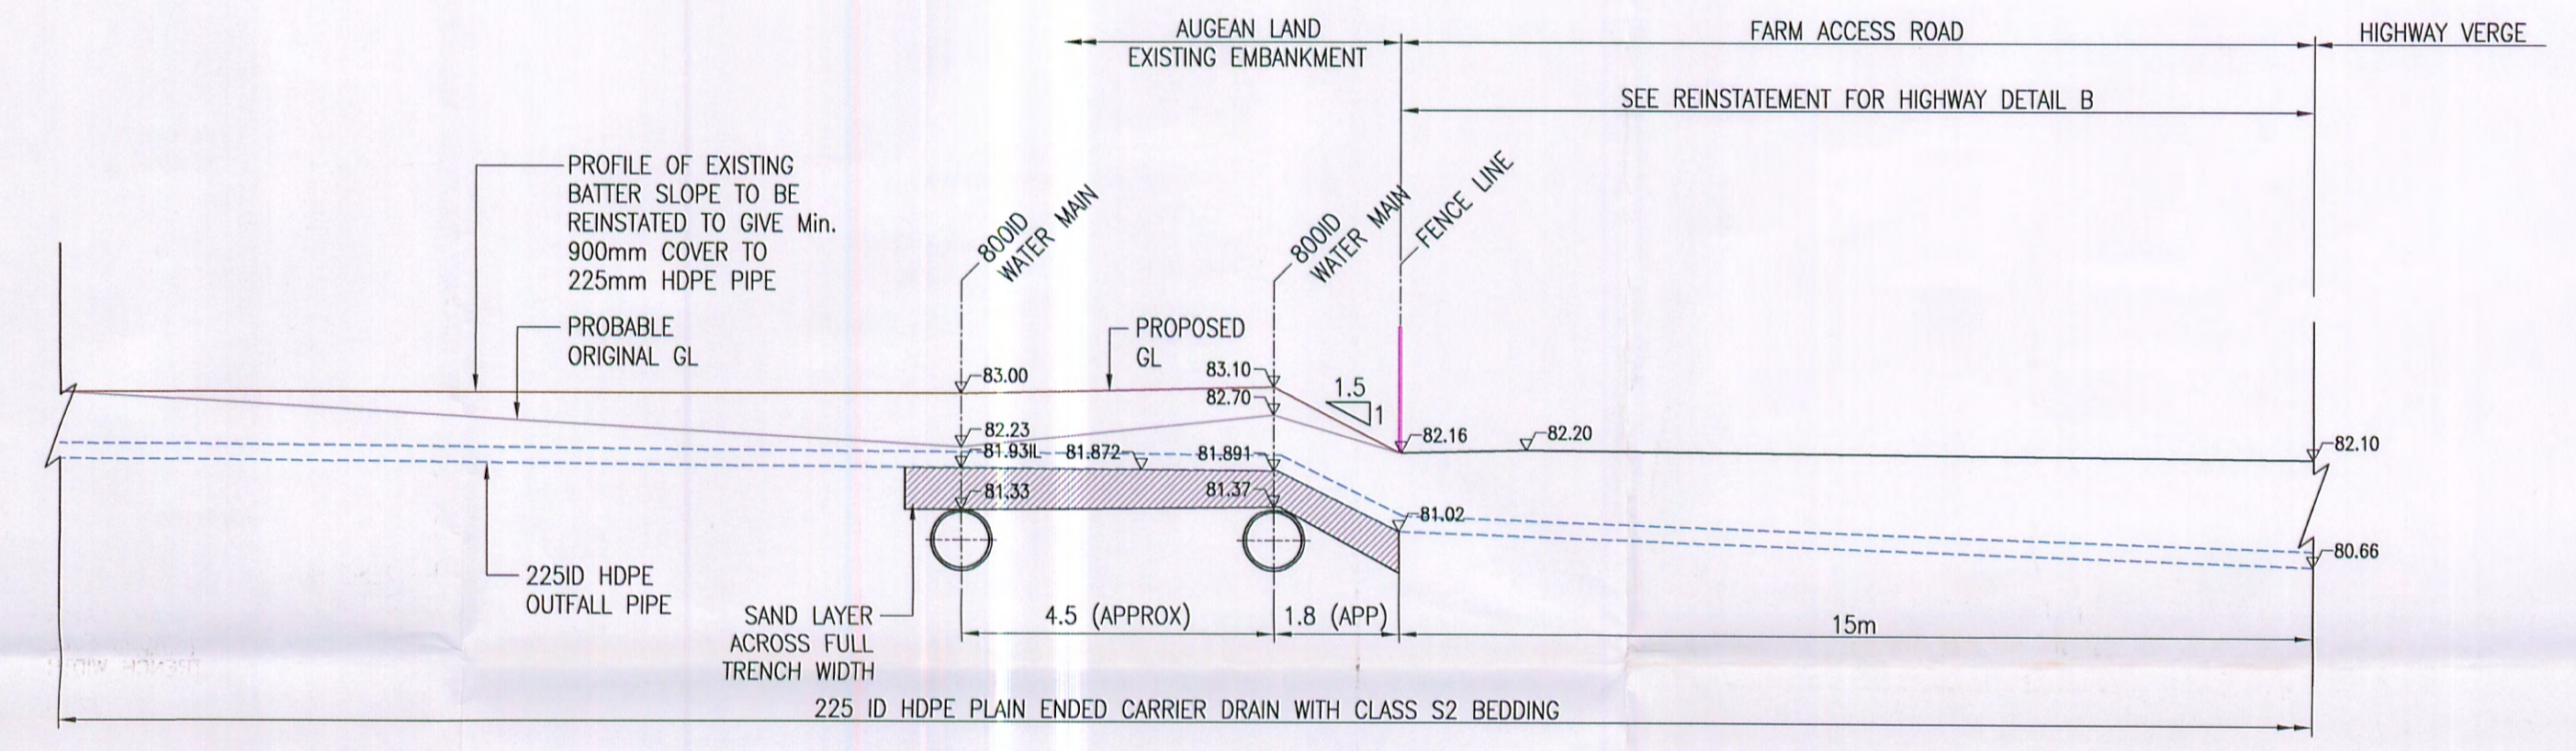 AUGEAN LAND
EXISTING EMBANKMENT
FARM ACCESS ROAD
HIGHWAY VERGE
SEE REINSTATEMENT FOR HIGHWAY DETAIL B
PROFILE OF EXISTING
BATTER SLOPE TO BE
REINSTATED TO GIVE Min.
900mm COVER TO
225mm HDPE PIPE
PROBABLE
ORIGINAL GL
800ID
WATER MAIN
800ID
WATER MAIN
FENCE LINE
PROPOSED
GL
83.00
83.10
82.70
1.5
1
82.23
82.16
82.20
82.10
81.93IL
81.872
81.891
81.33
81.37
81.02
80.66
225ID HDPE
OUTFALL PIPE
SAND LAYER
ACROSS FULL
TRENCH WIDTH
4.5 (APPROX)
1.8 (APP)
15m
225 ID HDPE PLAIN ENDED CARRIER DRAIN WITH CLASS S2 BEDDING
TRENCH WIDTH